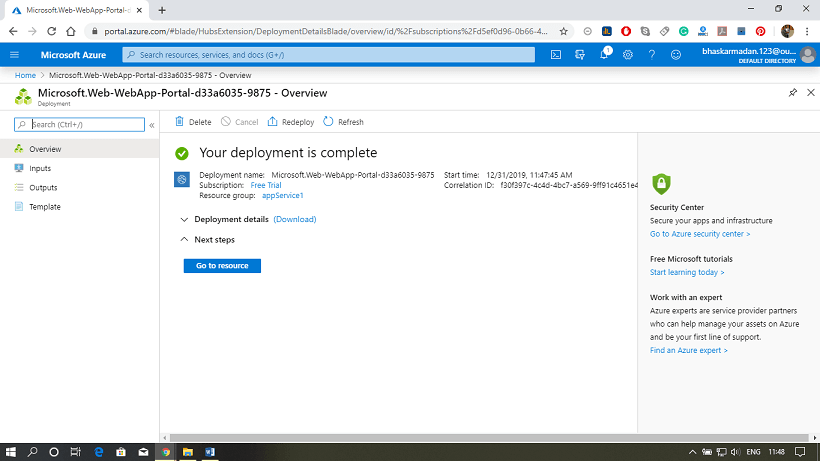 Microsoft.Web-WebApp-Portal-d
portal.azure.com/#blade/HubsExtension/DeploymentDetailsBlade/overview/id/%2Fsubscriptions%2Fd5ef0d96-0b66-4...
Microsoft Azure
Search resources, services, and docs (G+/)
1
bhaskarmadan.123@ou...
DEFAULT DIRECTORY
Home > Microsoft.Web-WebApp-Portal-d33a6035-9875 - Overview
Microsoft.Web-WebApp-Portal-d33a6035-9875 - Overview
Deployment
Search (Ctrl+/)
«
Overview
Inputs
Outputs
Template
Delete Cancel Redeploy Refresh
Your deployment is complete
Deployment name: Microsoft.Web-WebApp-Portal-d33a6035-9875
Subscription: Free Trial
Resource group: appService1
Start time: 12/31/2019, 11:47:45 AM
Correlation ID: f30f397c-4c4d-4bc7-a569-9ff91c4651e4
Deployment details (Download)
Next steps
Go to resource
Security Center
Secure your apps and infrastructure
Go to Azure security center >
Free Microsoft tutorials
Start learning today >
Work with an expert
Azure experts are service provider partners
who can help manage your assets on Azure
and be your first line of support.
Find an Azure expert >
ENG 11:48